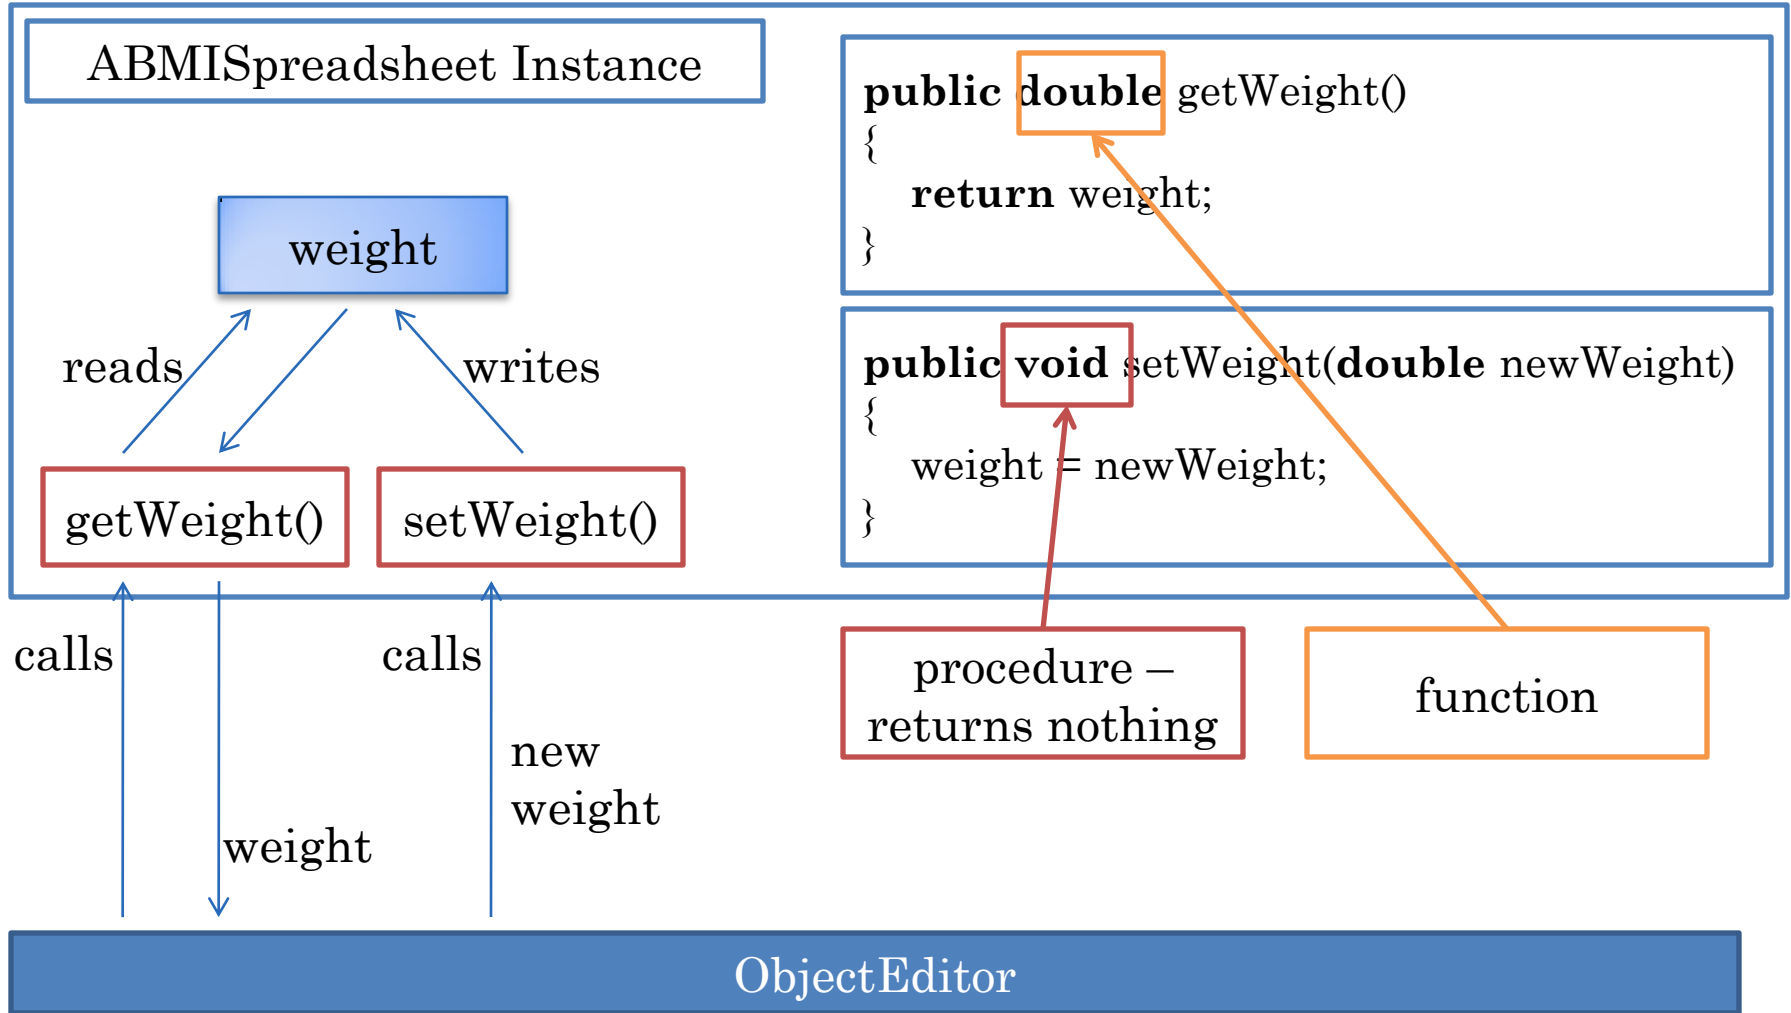 ABMISpreadsheet Instance
weight
reads
writes
getWeight()
setWeight()
calls
calls
new
weight
weight
public double getWeight()
{
return weight;
}
public void setWeight(double newWeight)
{
weight = newWeight;
}
procedure –
returns nothing
function
ObjectEditor